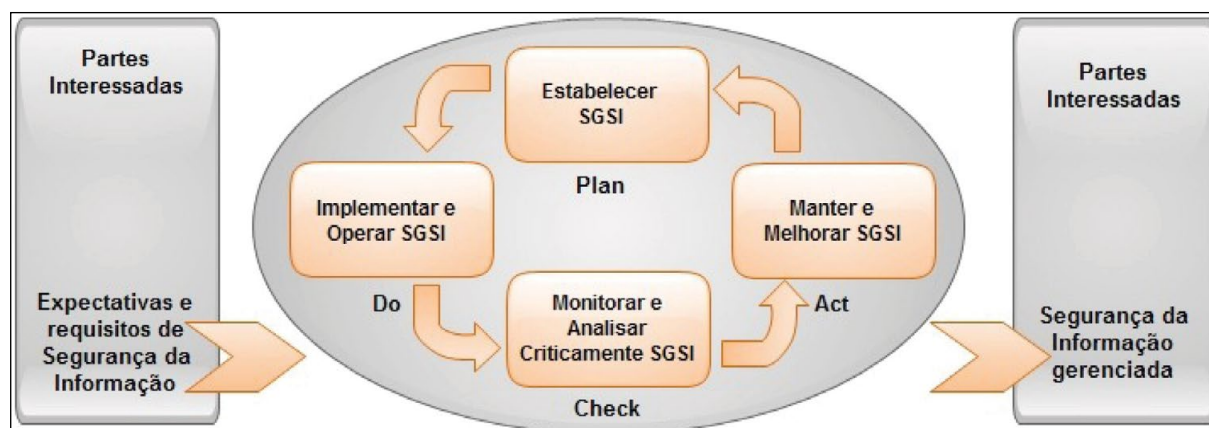 Partes
Interessadas
Expectativas e
requisitos de
Segurança da
Informação
Estabelecer
SGSI
Plan
Implementar e
Operar SGSI
Do
Monitorar e
Analisar
Criticamente SGSI
Check
Manter e
Melhorar SGSI
Act
Partes
Interessadas
Segurança da
Informação
gerenciada